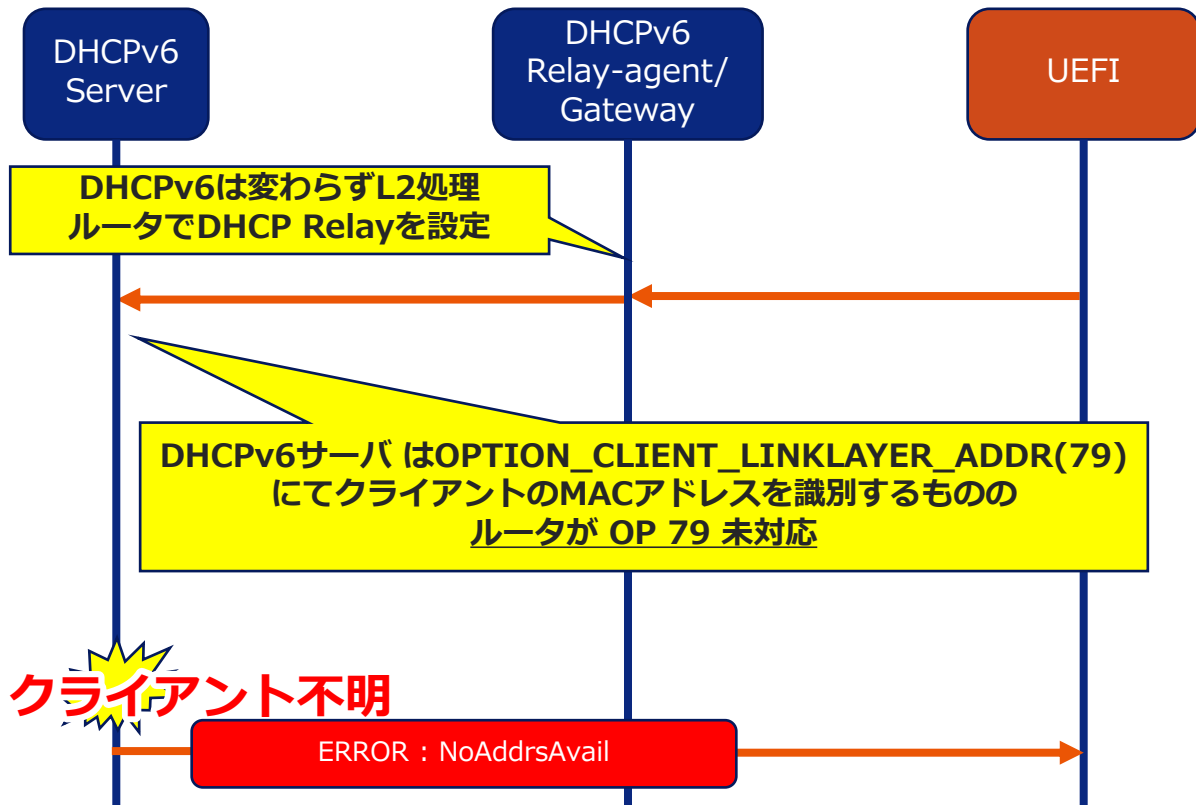 DHCPv6
Server
DHCPv6
Relay-agent/
Gateway
UEFI
DHCPv6は変わらずL2処理
ルータでDHCP Relayを設定
DHCPv6サーバ はOPTION_CLIENT_LINKLAYER_ADDR(79)
にてクライアントのMACアドレスを識別するものの
ルータが OP 79 未対応
クライアント不明
ERROR : NoAddrsAvail